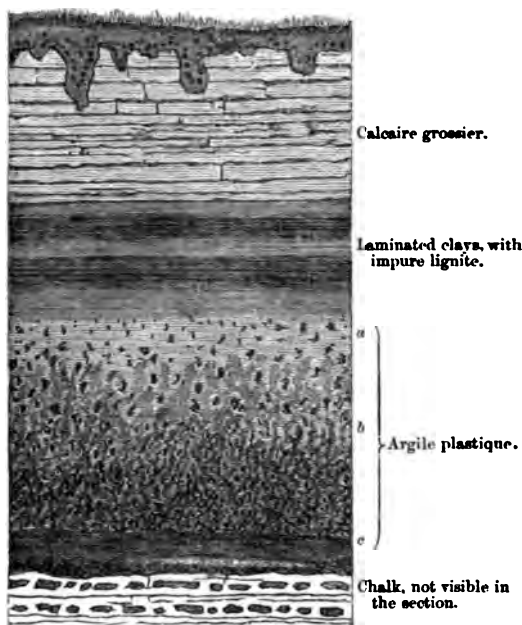 Calcaire grossier.
Laminated clays, with
impure lignite.
a
b
Argile plastique.
c
Chalk, not visible in
the section.